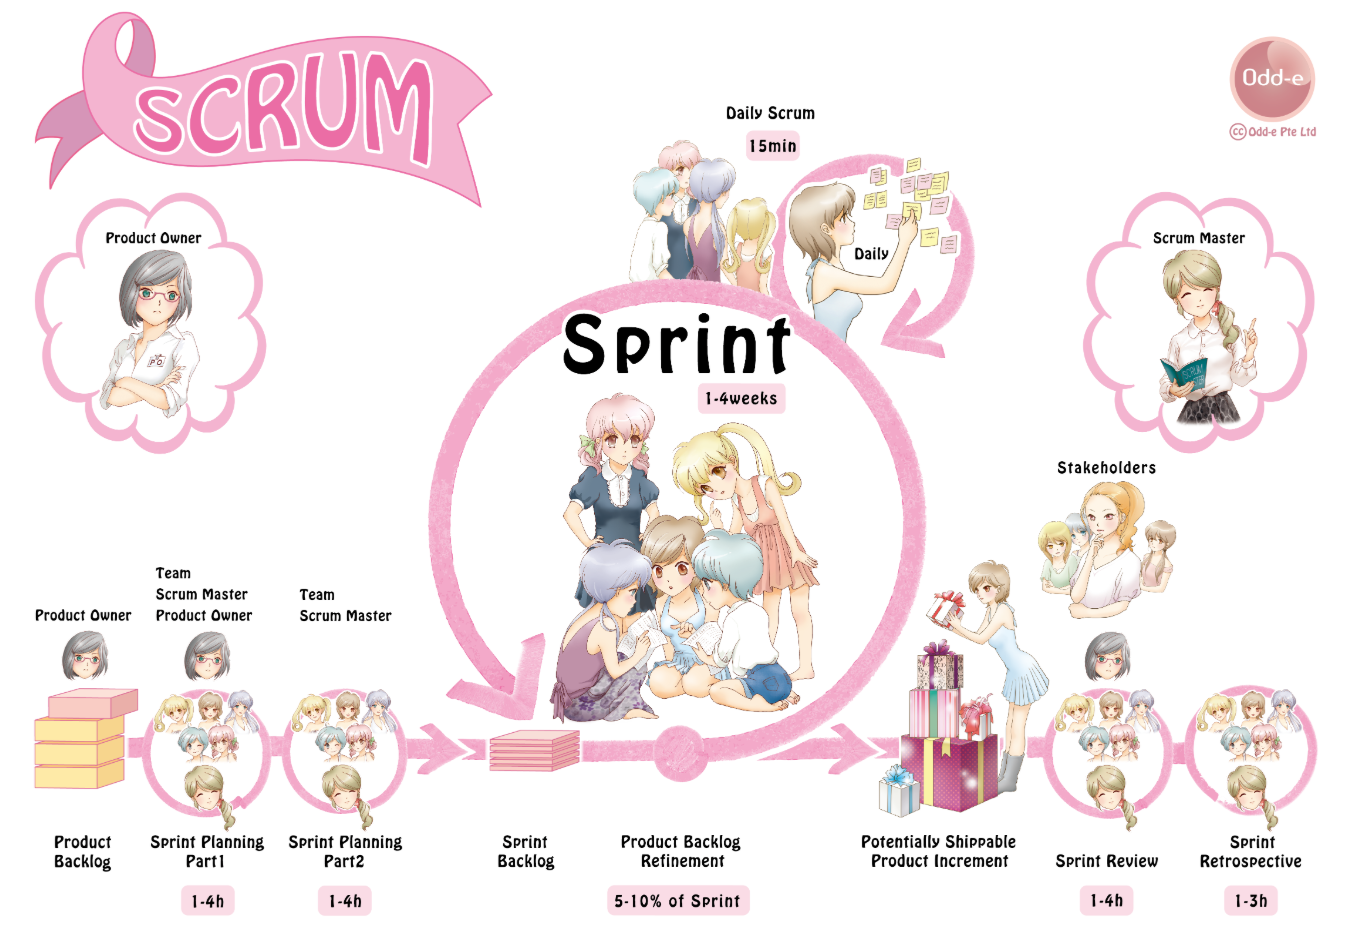 SCRUM
Odd-e
cc Odd-e Pte Ltd
Daily Scrum
15min
Daily
Product Owner
P.O.
Scrum Master
SCRUM
Sprint
1-4weeks
Stakeholders
Product Owner
Team
Scrum Master
Product Owner
Team
Scrum Master
Product
Backlog
Sprint Planning
Part1
1-4h
Sprint Planning
Part2
1-4h
Sprint
Backlog
Product Backlog
Refinement
5-10% of Sprint
Potentially Shippable
Product Increment
Sprint Review
1-4h
Sprint
Retrospective
1-3h